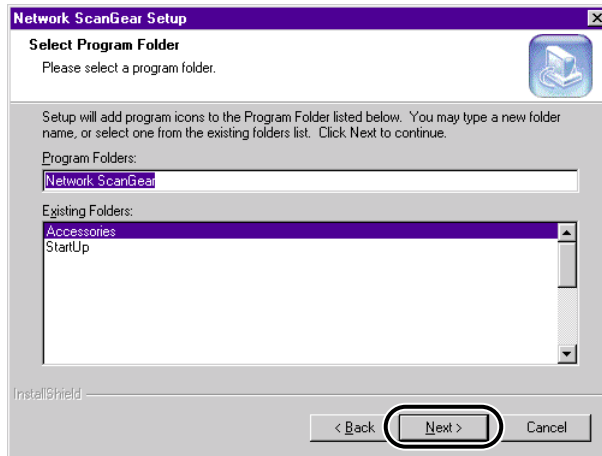 Network ScanGear Setup
Select Program Folder
Please select a program folder.
Setup will add program icons to the Program Folder listed below. You may type a new folder
name, or select one from the existing folders list. Click Next to continue.
Program Folders:
Network ScanGear
Existing Folders:
Accessories
StartUp
InstallShield
< Back
Next >
Cancel